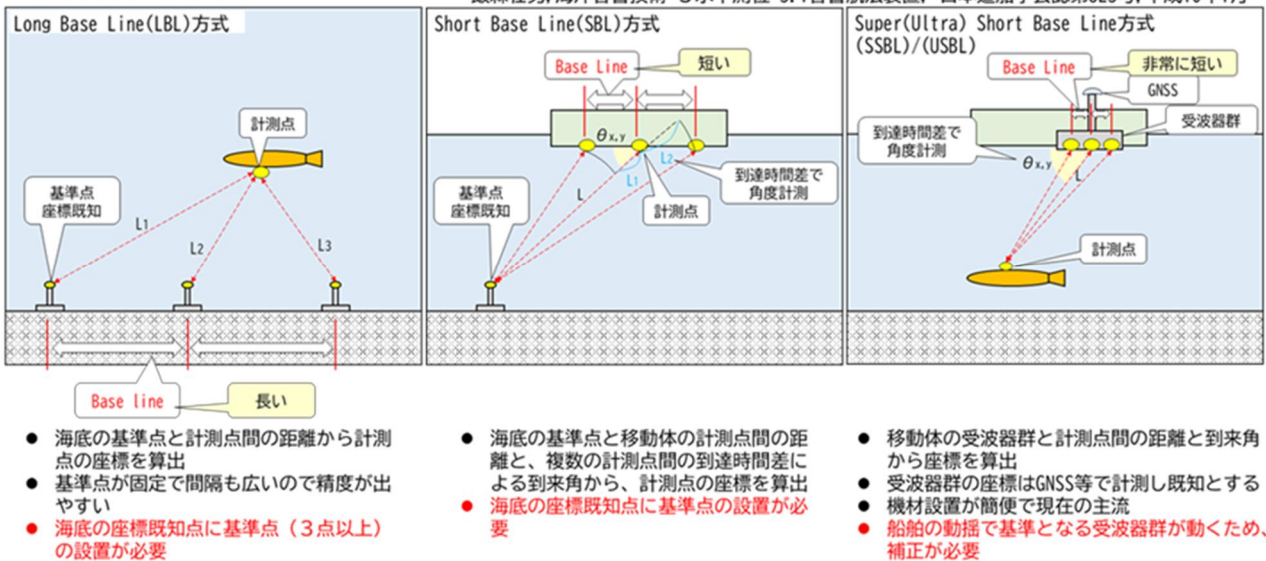 Long Base Line(LBL)方式
計測点
基準点
座標既知
L1
L2
L3
Base line
長い
● 海底の基準点と計測点間の距離から計測
点の座標を算出
● 基準点が固定で間隔も広いので精度が出
やすい
● 海底の座標既知点に基準点（３点以上）
の設置が必要
Short Base Line(SBL)方式
Base Line
短い
θx,y
L2
L1
L
到達時間差で
角度計測
計測点
基準点
座標既知
● 海底の基準点と移動体の計測点間の距
離と、複数の計測点間の到達時間差に
よる到来角から、計測点の座標を算出
● 海底の座標既知点に基準点の設置が必
要
Super(Ultra) Short Base Line方式
(SSBL)/(USBL)
Base Line
非常に短い
GNSS
受波器群
到達時間差で
角度計測
θx,y
L
計測点
● 移動体の受波器群と計測点間の距離と到来角
から座標を算出
● 受波器群の座標はGNSS等で計測し既知とする
● 機材設置が簡便で現在の主流
● 船舶の動揺で基準となる受波器群が動くため、
補正が必要